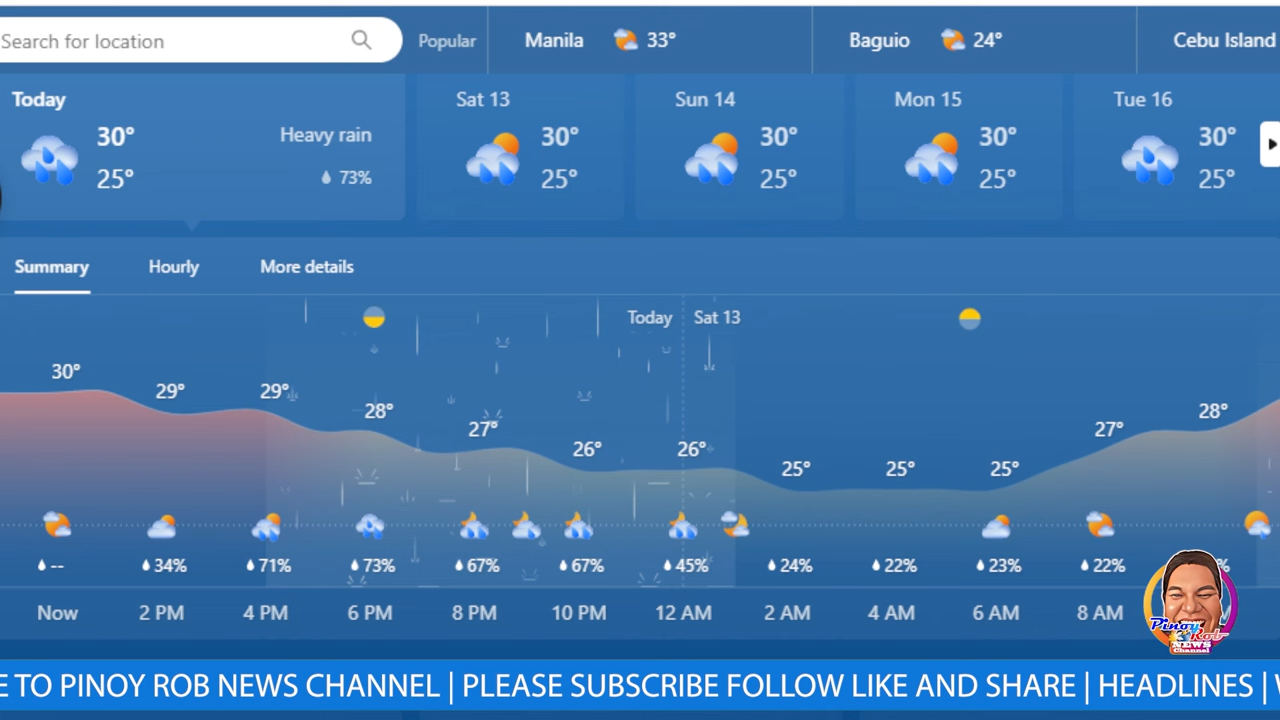 Search for location
Popular
Manila 33°
Baguio 24°
Cebu Island
Today
30°
25°
Heavy rain
73%
Sat 13
30°
25°
Sun 14
30°
25°
Mon 15
30°
25°
Tue 16
30°
25°
Summary Hourly More details
Today Sat 13
30° 29° 29° 28° 27° 26° 26° 25° 25° 25° 27° 28°
-- 34% 71% 73% 67% 67% 45% 24% 22% 23% 22% %
Now 2 PM 4 PM 6 PM 8 PM 10 PM 12 AM 2 AM 4 AM 6 AM 8 AM
Pinoy
Rob
NEWS
Channel
E TO PINOY ROB NEWS CHANNEL | PLEASE SUBSCRIBE FOLLOW LIKE AND SHARE | HEADLINES |